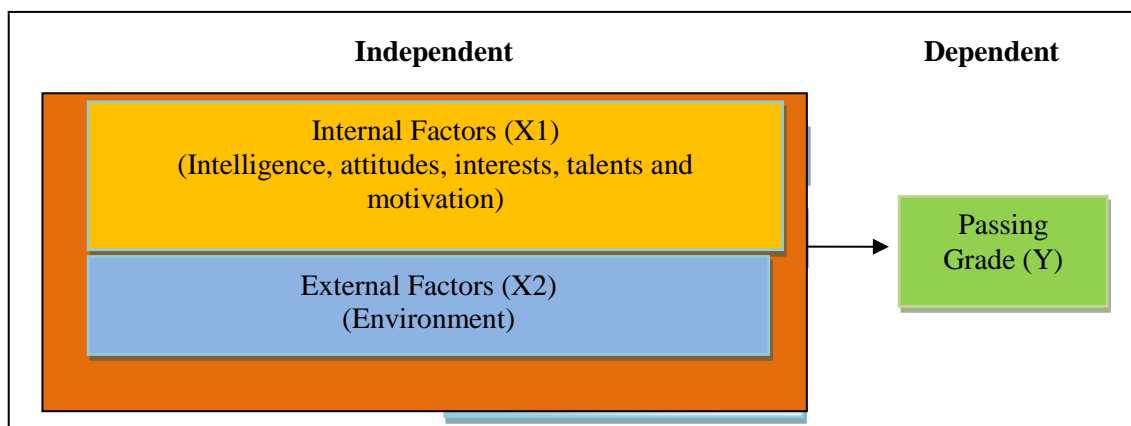 Independent
Dependent
Internal Factors (X1)
(Intelligence, attitudes, interests, talents and
motivation)
External Factors (X2)
(Environment)
Passing
Grade (Y)